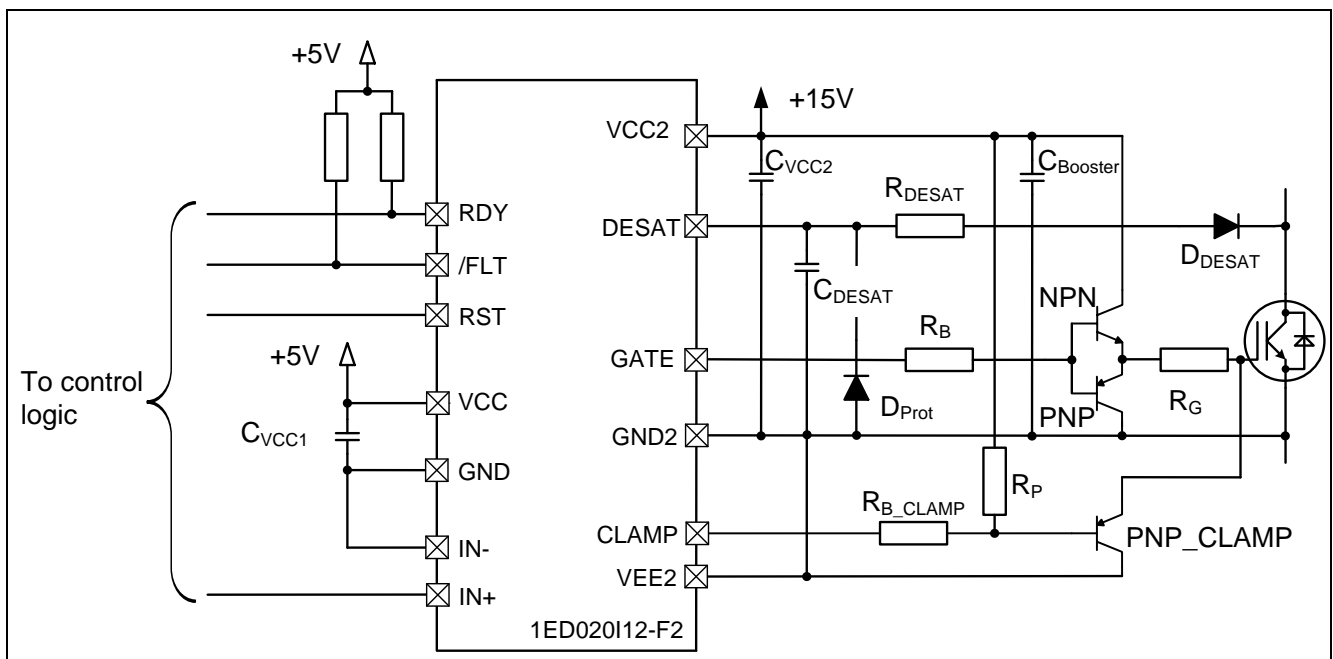 +5V
RDY
/FLT
RST
+5V
To control
logic
VCC
CVCC1
GND
IN-
IN+
1ED020I12-F2
VCC2
DESAT
GATE
GND2
CLAMP
VEE2
+15V
CVCC2
CBooster
RDESAT
DDESAT
CDESAT
NPN
RB
DProt
PNP
RG
RP
RB_CLAMP
PNP_CLAMP